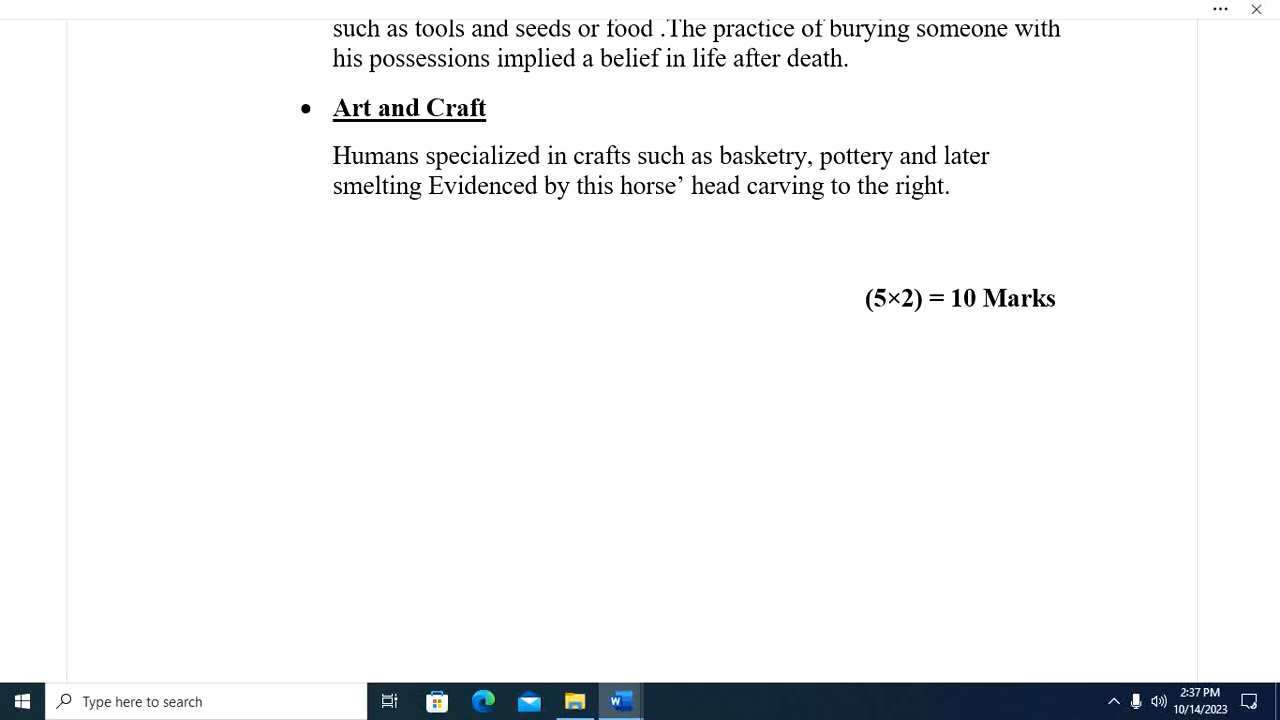 such as tools and seeds or food .The practice of burying someone with
his possessions implied a belief in life after death.
• Art and Craft
Humans specialized in crafts such as basketry, pottery and later
smelting Evidenced by this horse’ head carving to the right.
(5×2) = 10 Marks
Type here to search
2:37 PM
10/14/2023